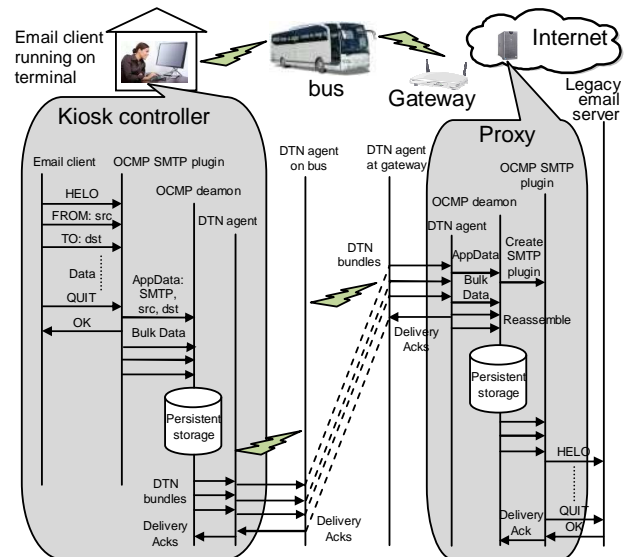 Email client
running on
terminal
bus
Gateway
Internet
Legacy
email
server
Kiosk controller
Proxy
Email client
OCMP SMTP plugin
OCMP deamon
DTN agent
DTN agent
on bus
DTN agent
at gateway
OCMP SMTP
plugin
OCMP deamon
DTN agent
HELO
FROM: src
TO: dst
Data
QUIT
OK
AppData:
SMTP,
src, dst
Bulk Data
Persistent
storage
DTN
bundles
Delivery
Acks
Delivery
Acks
DTN
bundles
Delivery
Acks
AppData
Bulk
Data
Create
SMTP
plugin
Reassemble
Persistent
storage
HELO
QUIT
OK
Delivery
Ack